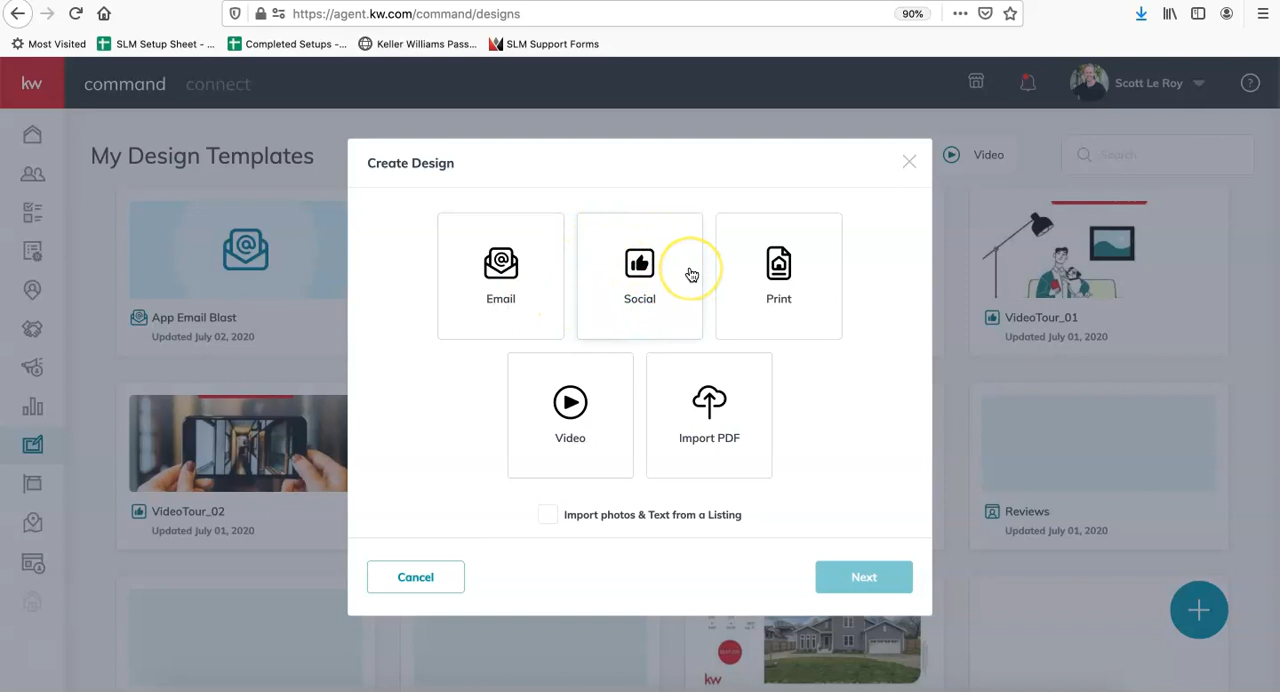 https://agent.kw.com/command/designs
90%
Most Visited
SLM Setup Sheet - ...
Completed Setups -...
Keller Williams Pass...
SLM Support Forms
kw
command
connect
Scott Le Roy
My Design Templates
Video
Search
Create Design
Email
Social
Print
Video
Import PDF
Import photos & Text from a Listing
Cancel
Next
App Email Blast
Updated July 02, 2020
VideoTour_01
Updated July 01, 2020
VideoTour_02
Updated July 01, 2020
Reviews
Updated July 01, 2020
kw